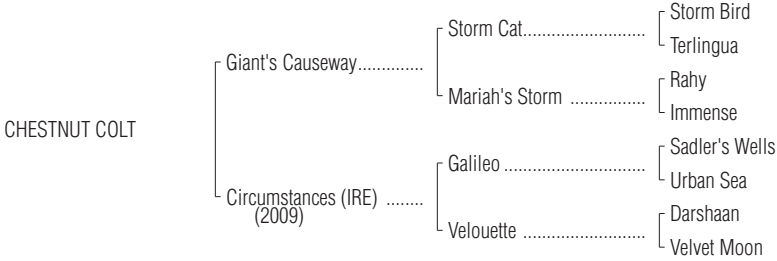 Storm Bird
Storm Cat..........................
Terlingua
Giant's Causeway..............
Rahy
Mariah's Storm ................
Immense
CHESTNUT COLT
Sadler's Wells
Galileo ..............................
Urban Sea
Circumstances (IRE) ........
(2009)
Darshaan
Velouette ..........................
Velvet Moon